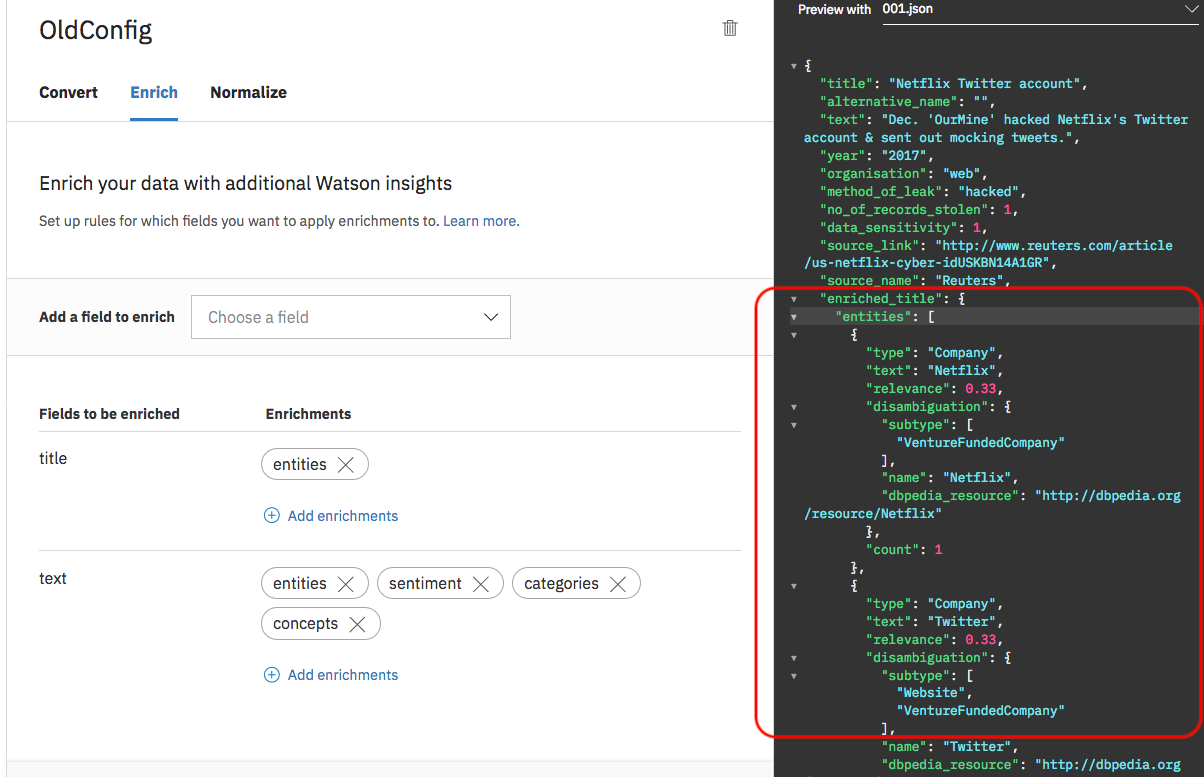 OldConfig
Convert Enrich Normalize
Enrich your data with additional Watson insights
Set up rules for which fields you want to apply enrichments to. Learn more.
Add a field to enrich Choose a field
Fields to be enriched Enrichments
title entities
Add enrichments
text entities sentiment categories
concepts
Add enrichments
Preview with 001.json
{
"title": "Netflix Twitter account",
"alternative_name": "",
"text": "Dec. 'OurMine' hacked Netflix's Twitter
account & sent out mocking tweets.",
"year": "2017",
"organisation": "web",
"method_of_leak": "hacked",
"no_of_records_stolen": 1,
"data_sensitivity": 1,
"source_link": "http://www.reuters.com/article
/us-netflix-cyber-idUSKBN14A1GR",
"source_name": "Reuters",
"enriched_title": {
"entities": [
{
"type": "Company",
"text": "Netflix",
"relevance": 0.33,
"disambiguation": {
"subtype": [
"VentureFundedCompany"
],
"name": "Netflix",
"dbpedia_resource": "http://dbpedia.org
/resource/Netflix"
},
"count": 1
},
{
"type": "Company",
"text": "Twitter",
"relevance": 0.33,
"disambiguation": {
"subtype": [
"Website",
"VentureFundedCompany"
],
"name": "Twitter",
"dbpedia_resource": "http://dbpedia.org